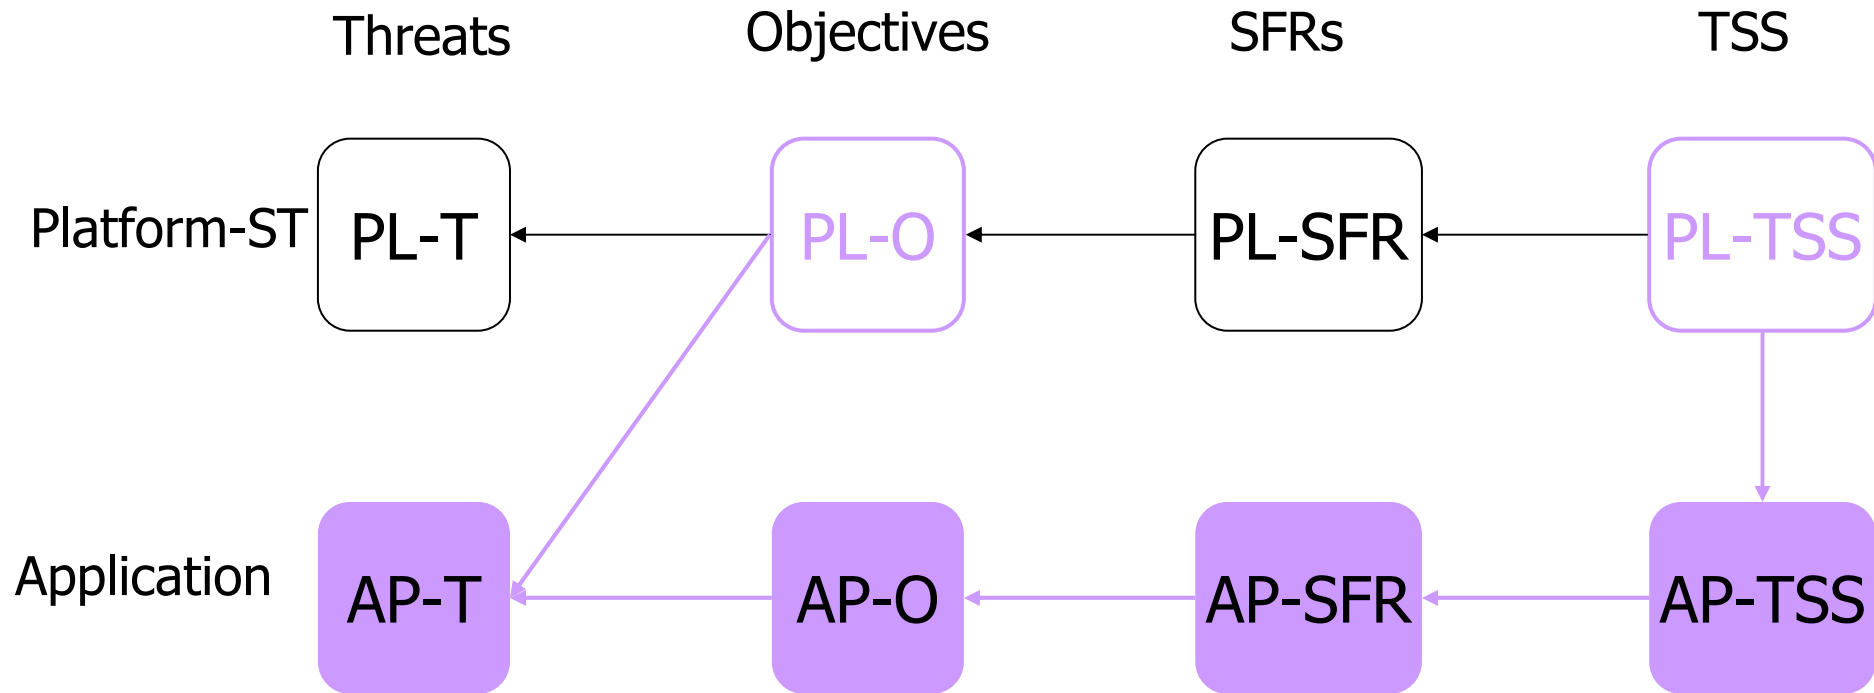 Threats Objectives SFRs TSS
Platform-ST PL-T PL-O PL-SFR PL-TSS
Application AP-T AP-O AP-SFR AP-TSS